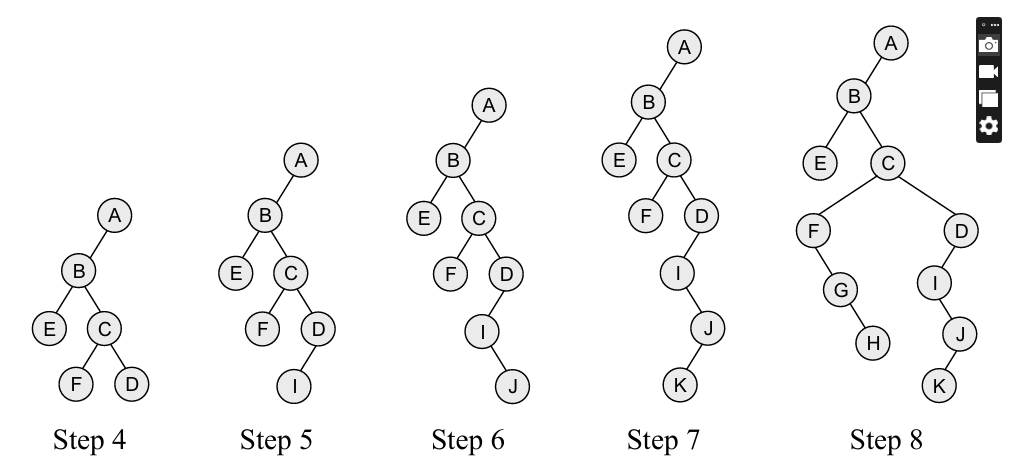 A
B
E C
F D
Step 4
A
B
E C
F D
I
Step 5
A
B
E C
F D
I
J
Step 6
A
B
E C
F D
I
J
K
Step 7
A
B
E C
F D
G I
H J
K
Step 8